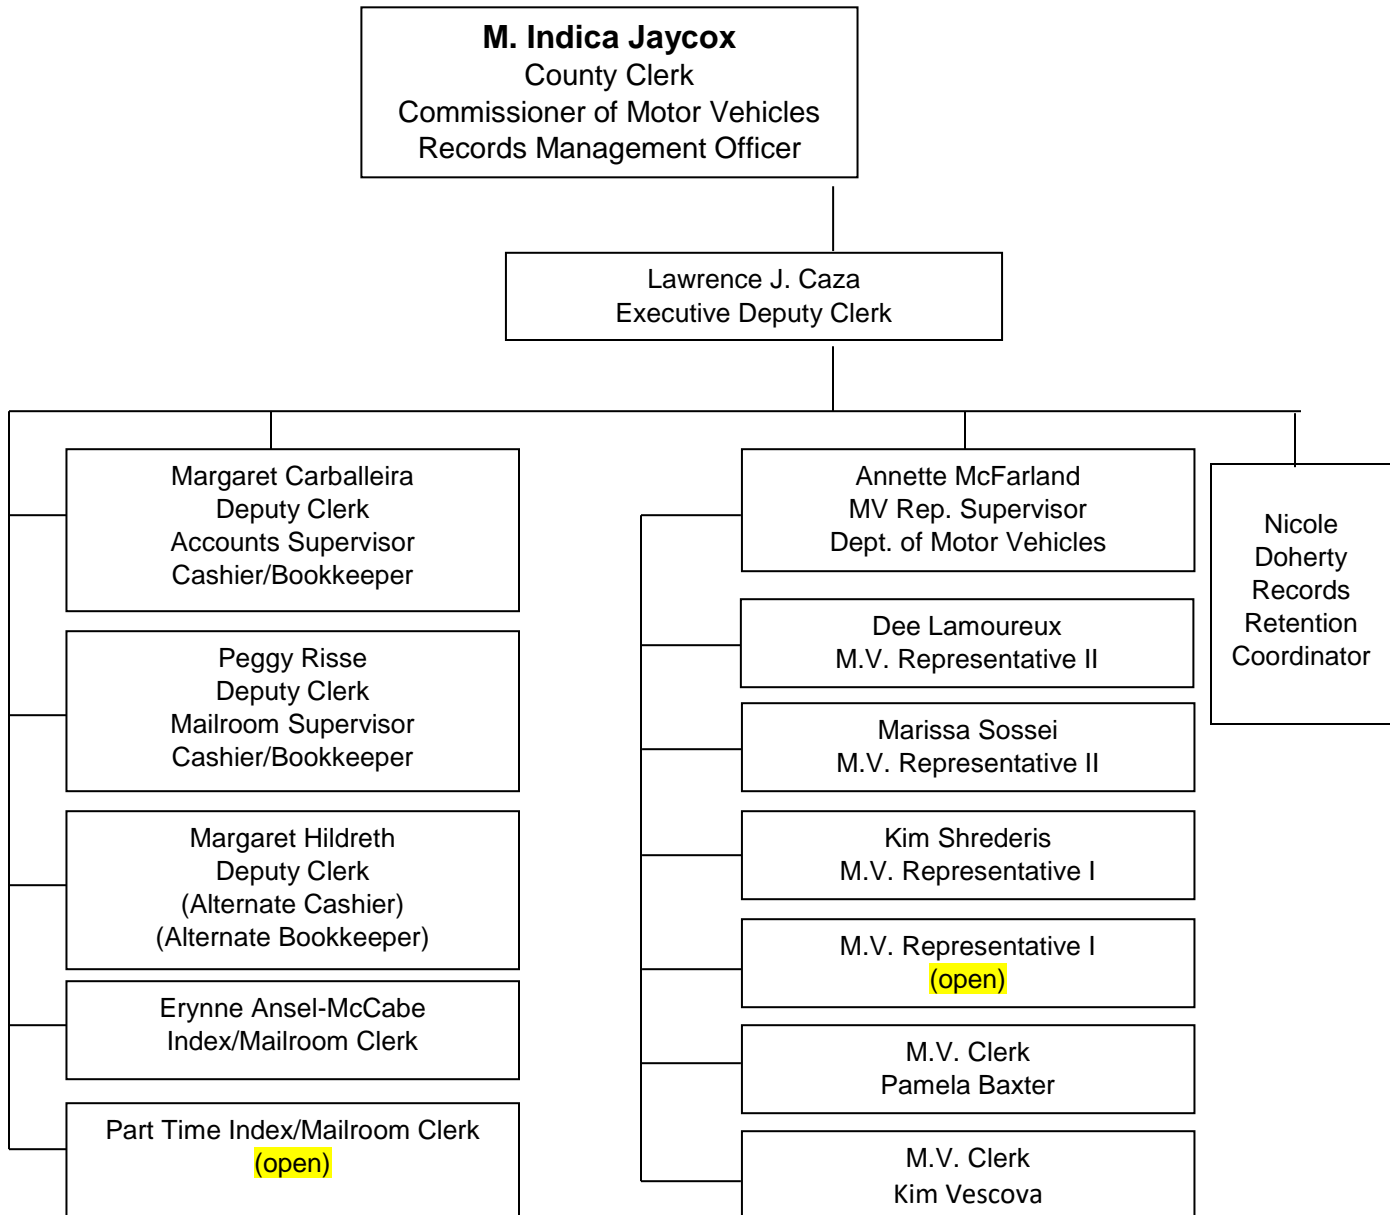 M. Indica Jaycox
County Clerk
Commissioner of Motor Vehicles
Records Management Officer
Lawrence J. Caza
Executive Deputy Clerk
Margaret Carballeira
Deputy Clerk
Accounts Supervisor
Cashier/Bookkeeper
Peggy Risse
Deputy Clerk
Mailroom Supervisor
Cashier/Bookkeeper
Margaret Hildreth
Deputy Clerk
(Alternate Cashier)
(Alternate Bookkeeper)
Erynne Ansel-McCabe
Index/Mailroom Clerk
Part Time Index/Mailroom Clerk
(open)
Annette McFarland
MV Rep. Supervisor
Dept. of Motor Vehicles
Dee Lamoureux
M.V. Representative II
Marissa Sossei
M.V. Representative II
Kim Shrederis
M.V. Representative I
M.V. Representative I
(open)
M.V. Clerk
Pamela Baxter
M.V. Clerk
Kim Vescova
Nicole
Doherty
Records
Retention
Coordinator